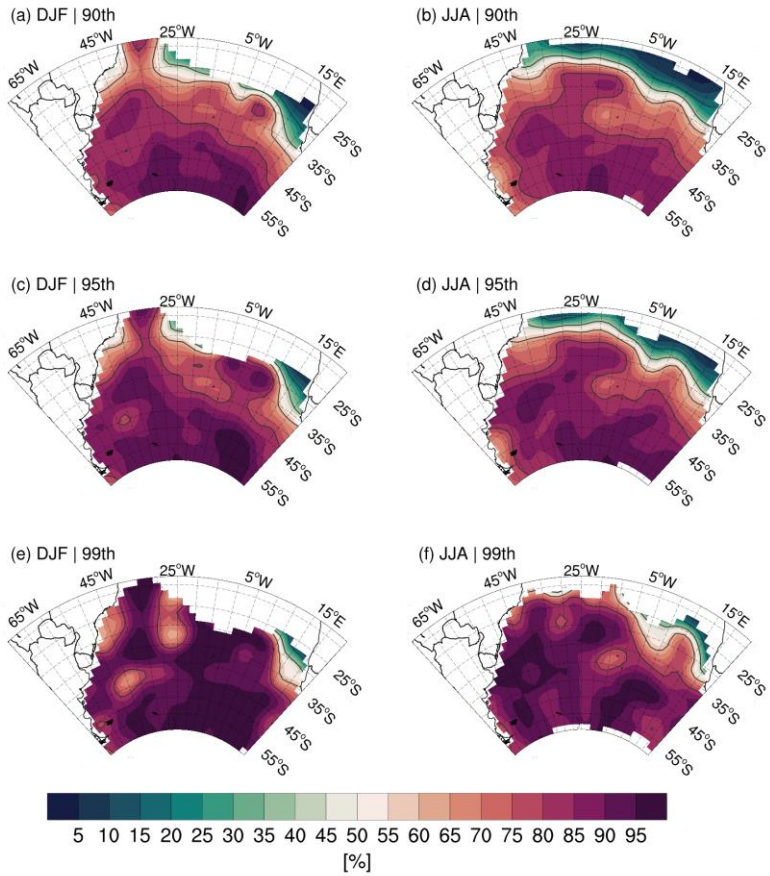 (a) DJF | 90th
65°W 45°W 25°W 5°W 15°E
25°S
35°S
45°S
55°S
(b) JJA | 90th
65°W 45°W 25°W 5°W 15°E
25°S
35°S
45°S
55°S
(c) DJF | 95th
65°W 45°W 25°W 5°W 15°E
25°S
35°S
45°S
55°S
(d) JJA | 95th
65°W 45°W 25°W 5°W 15°E
25°S
35°S
45°S
55°S
(e) DJF | 99th
65°W 45°W 25°W 5°W 15°E
25°S
35°S
45°S
55°S
(f) JJA | 99th
65°W 45°W 25°W 5°W 15°E
25°S
35°S
45°S
55°S
5 10 15 20 25 30 35 40 45 50 55 60 65 70 75 80 85 90 95
[%]